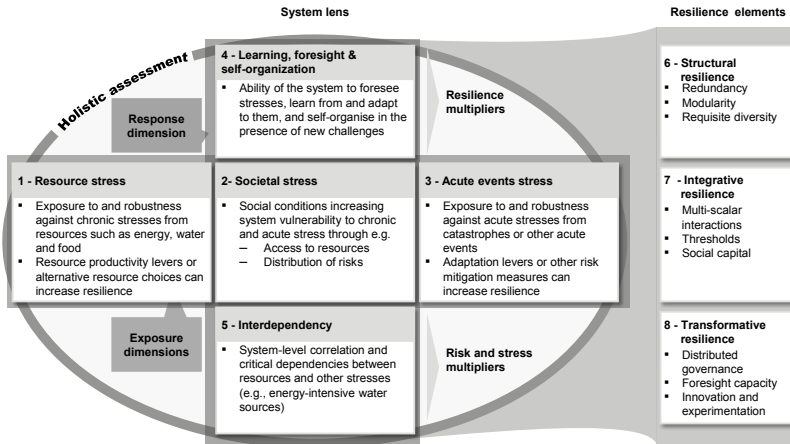 System lens
Resilience elements
Holistic assessment
4 - Learning, foresight &
self-organization
▪ Ability of the system to foresee
stresses, learn from and adapt
to them, and self-organise in the
presence of new challenges
Response
dimension
Resilience
multipliers
1 - Resource stress
▪ Exposure to and robustness
against chronic stresses from
resources such as energy, water
and food
▪ Resource productivity levers or
alternative resource choices can
increase resilience
2- Societal stress
▪ Social conditions increasing
system vulnerability to chronic
and acute stress through e.g.
– Access to resources
– Distribution of risks
3 - Acute events stress
▪ Exposure to and robustness
against acute stresses from
catastrophes or other acute
events
▪ Adaptation levers or other risk
mitigation measures can
increase resilience
Exposure
dimensions
5 - Interdependency
▪ System-level correlation and
critical dependencies between
resources and other stresses
(e.g., energy-intensive water
sources)
Risk and stress
multipliers
6 - Structural
resilience
▪ Redundancy
▪ Modularity
▪ Requisite diversity
7 - Integrative
resilience
▪ Multi-scalar
interactions
▪ Thresholds
▪ Social capital
8 - Transformative
resilience
▪ Distributed
governance
▪ Foresight capacity
▪ Innovation and
experimentation